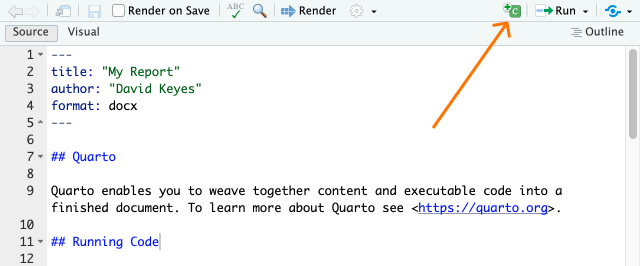 Render on Save ABC Render +C Run
Source Visual Outline
1 ---
2 title: "My Report"
3 author: "David Keyes"
4 format: docx
5 ---
6
7 ## Quarto
8
9 Quarto enables you to weave together content and executable code into a
finished document. To learn more about Quarto see <https://quarto.org>.
10
11 ## Running Code
12